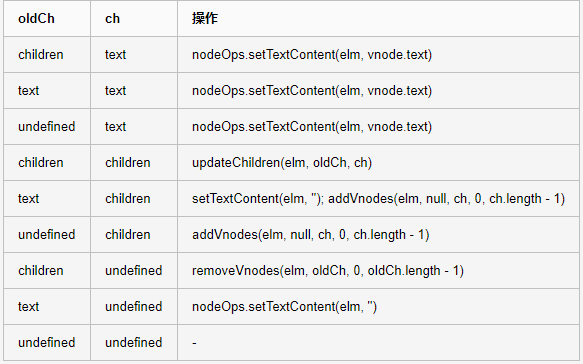 oldCh ch 操作
children text nodeOps.setTextContent(elm, vnode.text)
text text nodeOps.setTextContent(elm, vnode.text)
undefined text nodeOps.setTextContent(elm, vnode.text)
children children updateChildren(elm, oldCh, ch)
text children setTextContent(elm, ''); addVnodes(elm, null, ch, 0, ch.length - 1)
undefined children addVnodes(elm, null, ch, 0, ch.length - 1)
children undefined removeVnodes(elm, oldCh, 0, oldCh.length - 1)
text undefined nodeOps.setTextContent(elm, '')
undefined undefined -